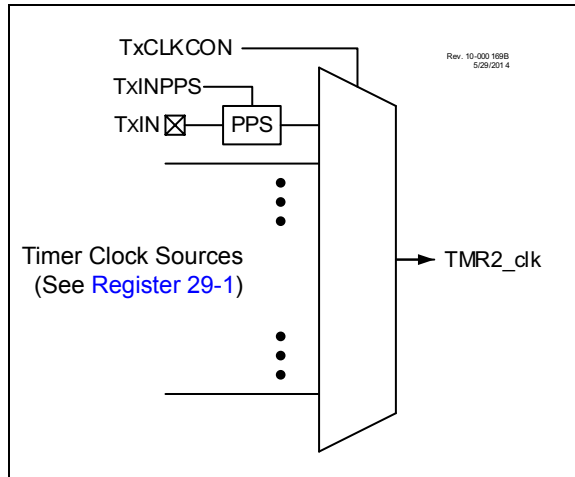 TxCLKCON
Rev. 10-000 169B
5/29/2014
TxINPPS
TxIN
PPS
Timer Clock Sources
(See Register 29-1)
TMR2_clk